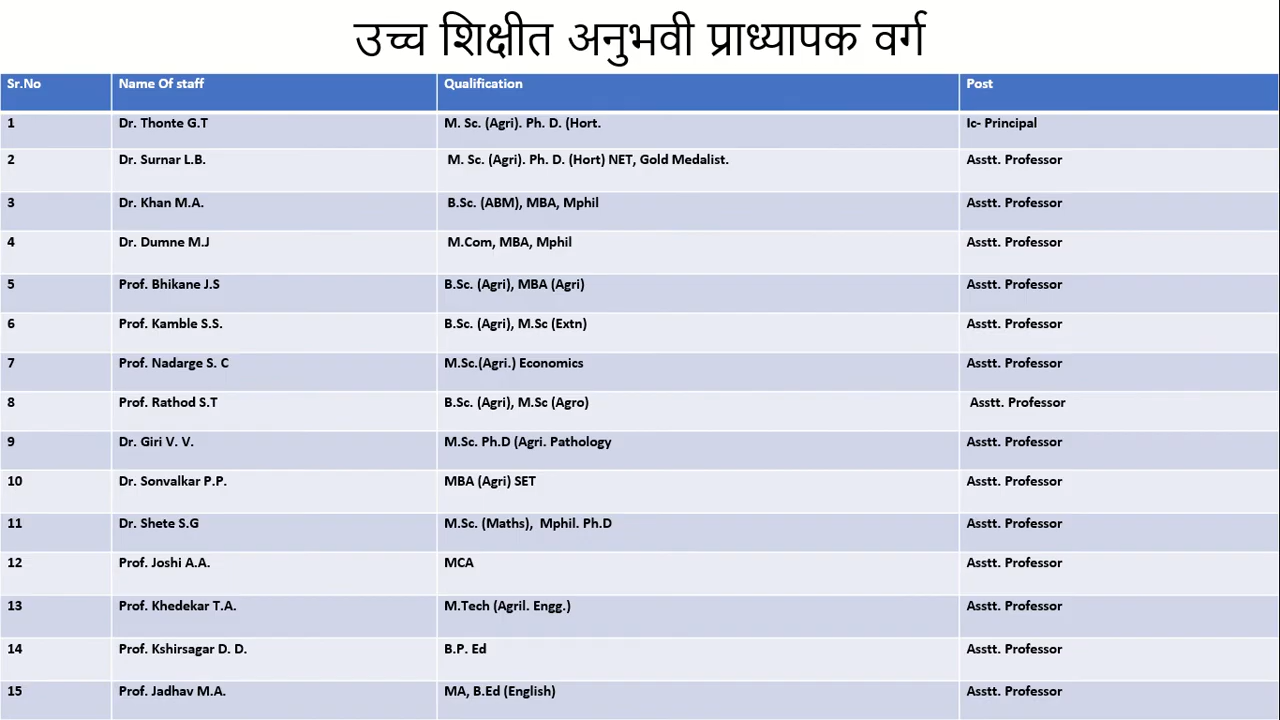 उच्च शिक्षीत अनुभवी प्राध्यापक वर्ग
Sr.No Name Of staff Qualification Post
1 Dr. Thonte G.T M. Sc. (Agri). Ph. D. (Hort. Ic- Principal
2 Dr. Surnar L.B. M. Sc. (Agri). Ph. D. (Hort) NET, Gold Medalist. Asstt. Professor
3 Dr. Khan M.A. B.Sc. (ABM), MBA, Mphil Asstt. Professor
4 Dr. Dumne M.J M.Com, MBA, Mphil Asstt. Professor
5 Prof. Bhikane J.S B.Sc. (Agri), MBA (Agri) Asstt. Professor
6 Prof. Kamble S.S. B.Sc. (Agri), M.Sc (Extn) Asstt. Professor
7 Prof. Nadarge S. C M.Sc.(Agri.) Economics Asstt. Professor
8 Prof. Rathod S.T B.Sc. (Agri), M.Sc (Agro) Asstt. Professor
9 Dr. Giri V. V. M.Sc. Ph.D (Agri. Pathology Asstt. Professor
10 Dr. Sonvalkar P.P. MBA (Agri) SET Asstt. Professor
11 Dr. Shete S.G M.Sc. (Maths), Mphil. Ph.D Asstt. Professor
12 Prof. Joshi A.A. MCA Asstt. Professor
13 Prof. Khedekar T.A. M.Tech (Agril. Engg.) Asstt. Professor
14 Prof. Kshirsagar D. D. B.P. Ed Asstt. Professor
15 Prof. Jadhav M.A. MA, B.Ed (English) Asstt. Professor